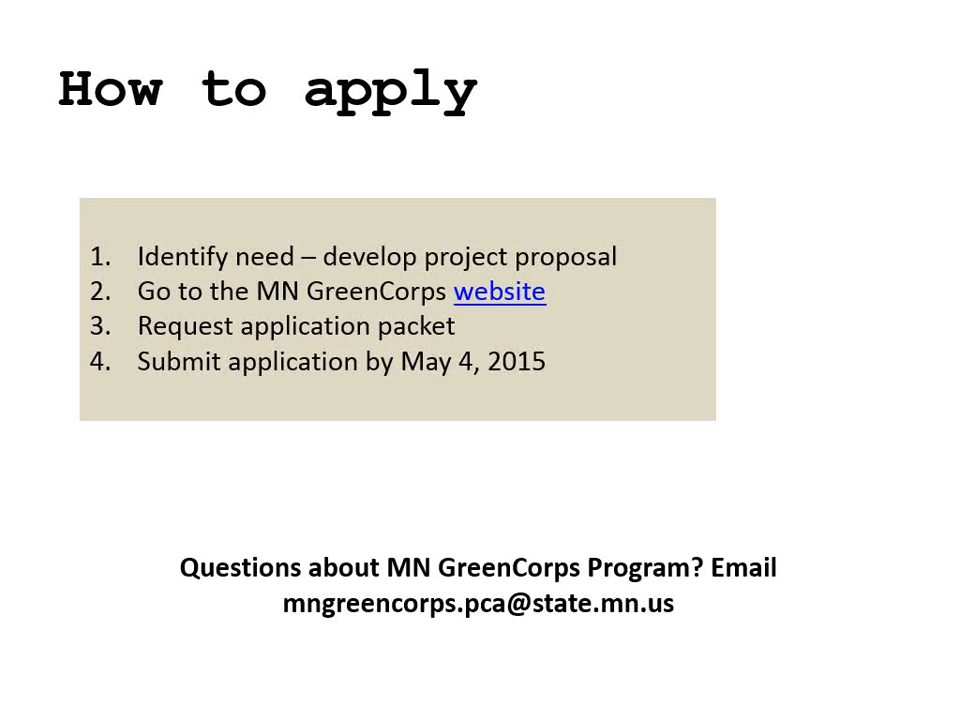 How to apply
1. Identify need – develop project proposal
2. Go to the MN GreenCorps website
3. Request application packet
4. Submit application by May 4, 2015
Questions about MN GreenCorps Program? Email
mngreencorps.pca@state.mn.us